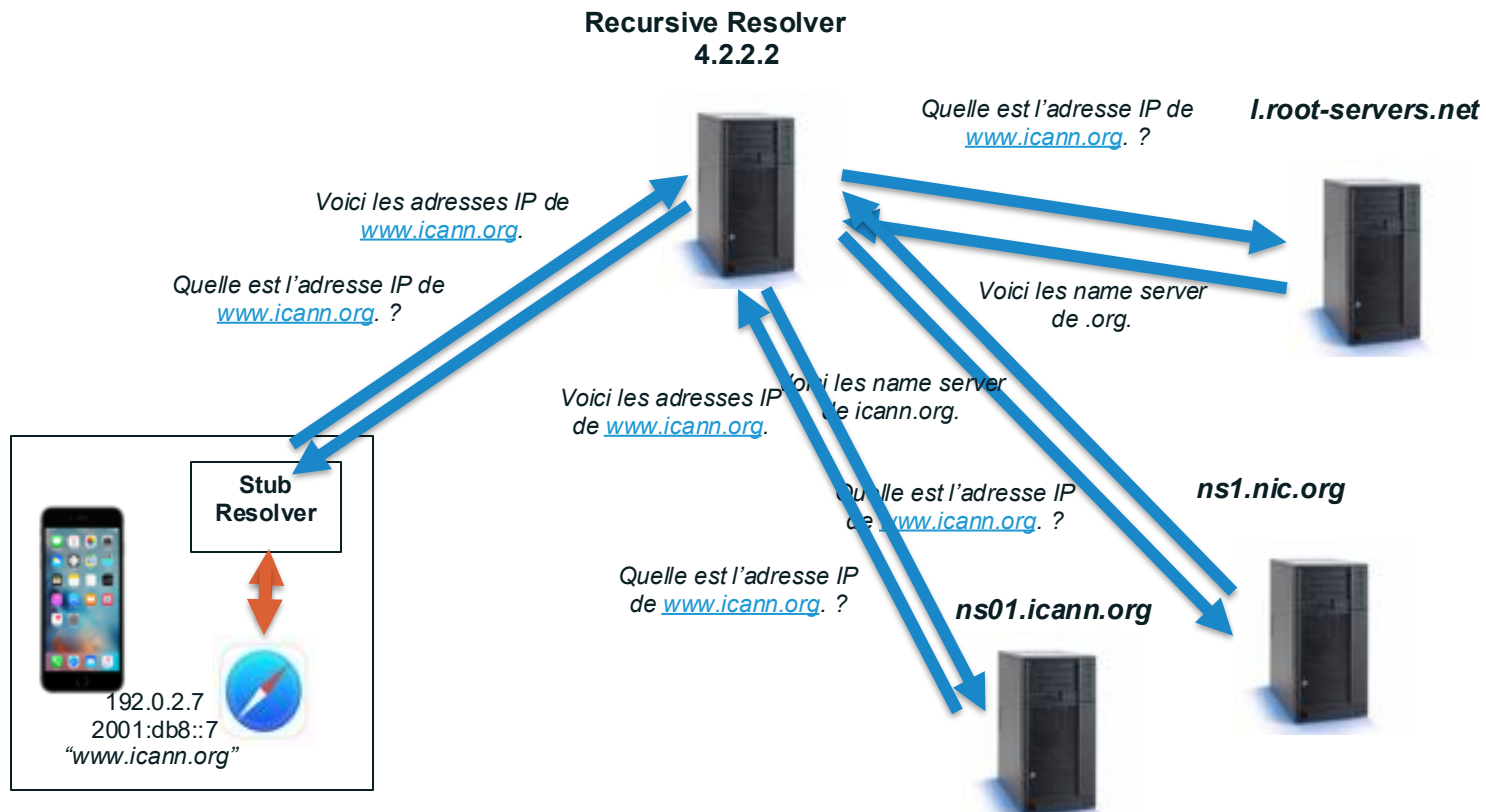 Recursive Resolver
4.2.2.2
Quelle est l’adresse IP de
www.icann.org. ?
l.root-servers.net
Voici les adresses IP de
www.icann.org.
Quelle est l’adresse IP de
www.icann.org. ?
Voici les name server
de .org.
Voici les adresses IP
de www.icann.org.
Voici les name server
de icann.org.
Stub
Resolver
Quelle est l’adresse IP
de www.icann.org. ?
ns1.nic.org
Quelle est l’adresse IP
de www.icann.org. ?
ns01.icann.org
192.0.2.7
2001:db8::7
“www.icann.org”